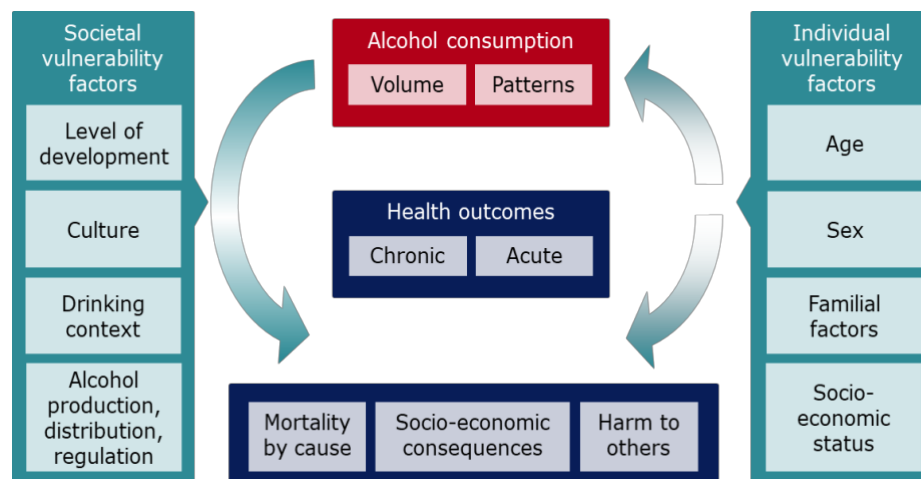 Societal
vulnerability
factors
Level of
development
Culture
Drinking
context
Alcohol
production,
distribution,
regulation
Alcohol consumption
Volume
Patterns
Health outcomes
Chronic
Acute
Mortality
by cause
Socio-economic
consequences
Harm to
others
Individual
vulnerability
factors
Age
Sex
Familial
factors
Socio-
economic
status